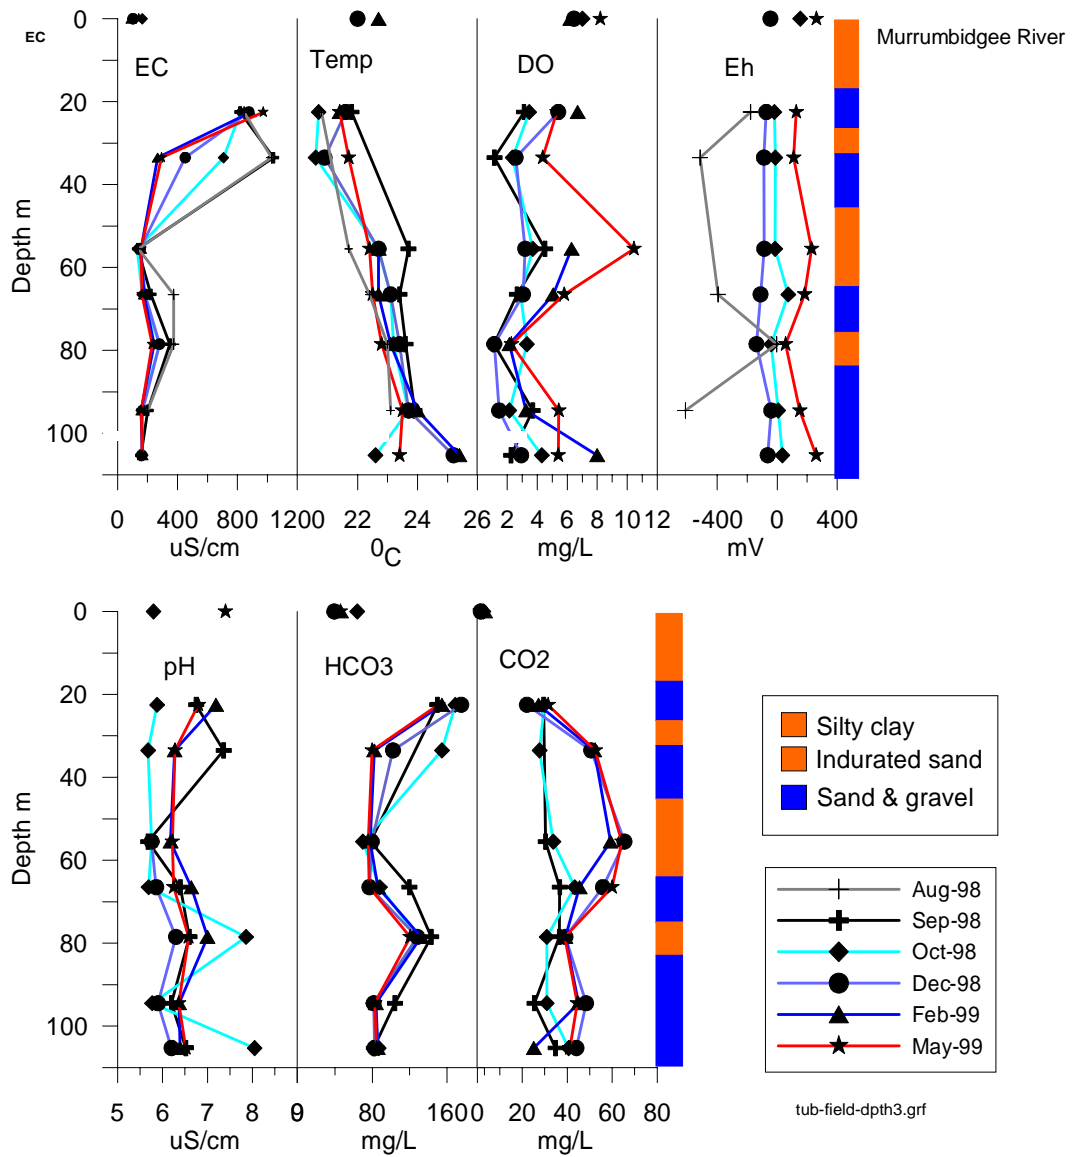 EC
Murrumbidgee River
EC
Temp
DO
Eh
0
20
40
60
80
100
Depth m
0 400 800 1200 22 24 26 2 4 6 8 10 12 -400 0 400
uS/cm
0C
mg/L
mV
pH
HCO3
CO2
0
20
40
60
80
100
Depth m
5 6 7 8 9 0 80 160 0 20 40 60 80
uS/cm
mg/L
mg/L
Silty clay
Indurated sand
Sand & gravel
Aug-98
Sep-98
Oct-98
Dec-98
Feb-99
May-99
tub-field-dpth3.grf